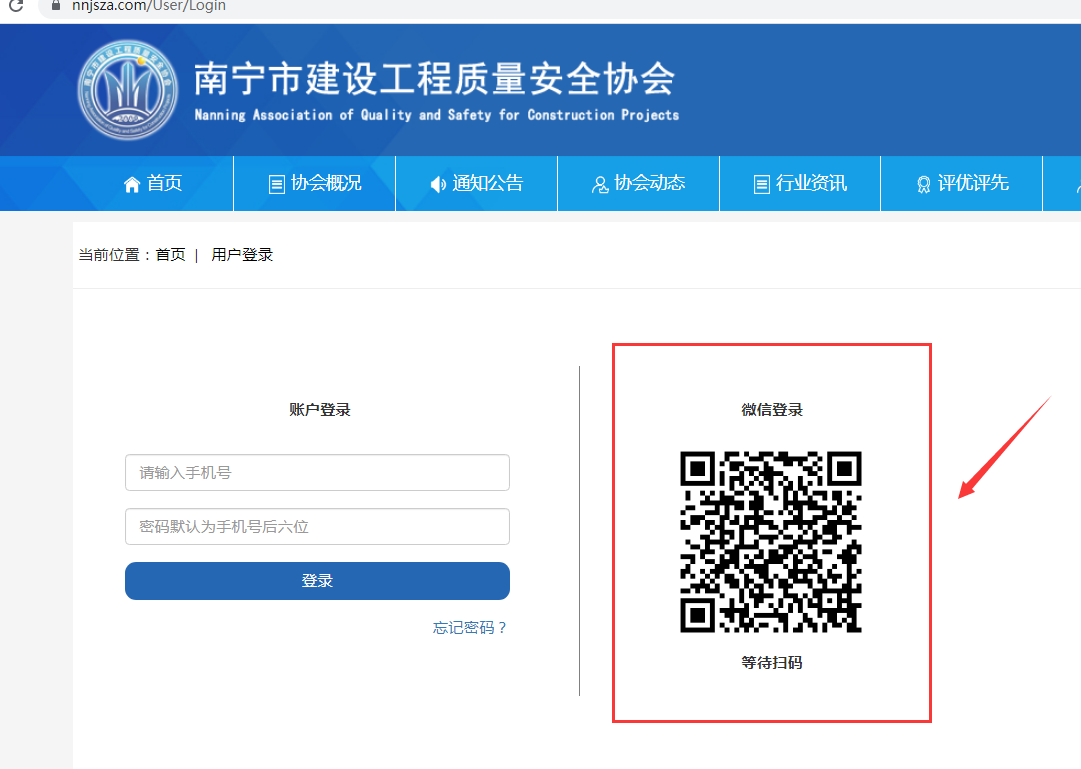 nnjsza.com/User/Login
南宁市建设工程质量安全协会
Nanning Association of Quality and Safety for Construction Projects
首页
协会概况
通知公告
协会动态
行业资讯
评优评先
当前位置：首页 | 用户登录
账户登录
请输入手机号
密码默认为手机号后六位
登录
忘记密码？
微信登录
等待扫码